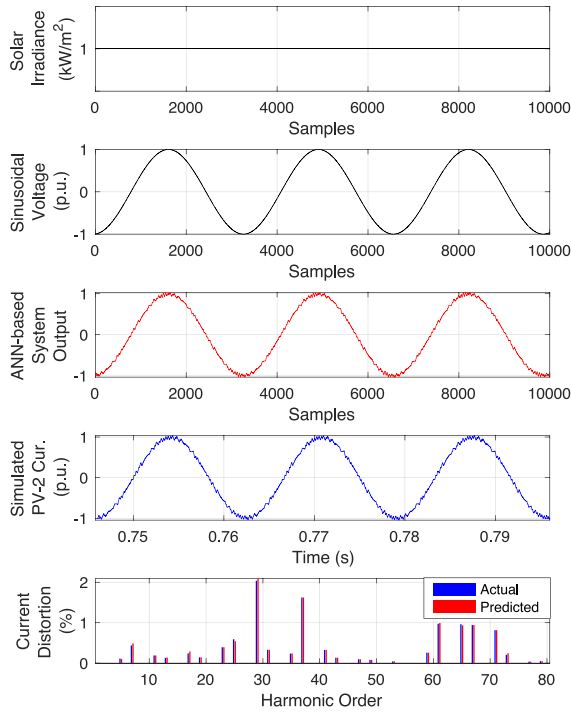 Solar
Irradiance
(kW/m²)
1
0 2000 4000 6000 8000 10000
Samples
Sinusoidal
Voltage
(p.u.)
1
0
-1
0 2000 4000 6000 8000 10000
Samples
ANN-based
System
Output
1
0
-1
0 2000 4000 6000 8000 10000
Samples
Simulated
PV-2 Cur.
(p.u.)
1
0
-1
0.75 0.76 0.77 0.78 0.79
Time (s)
Current
Distortion
(%)
2
1
0
Actual
Predicted
10 20 30 40 50 60 70 80
Harmonic Order